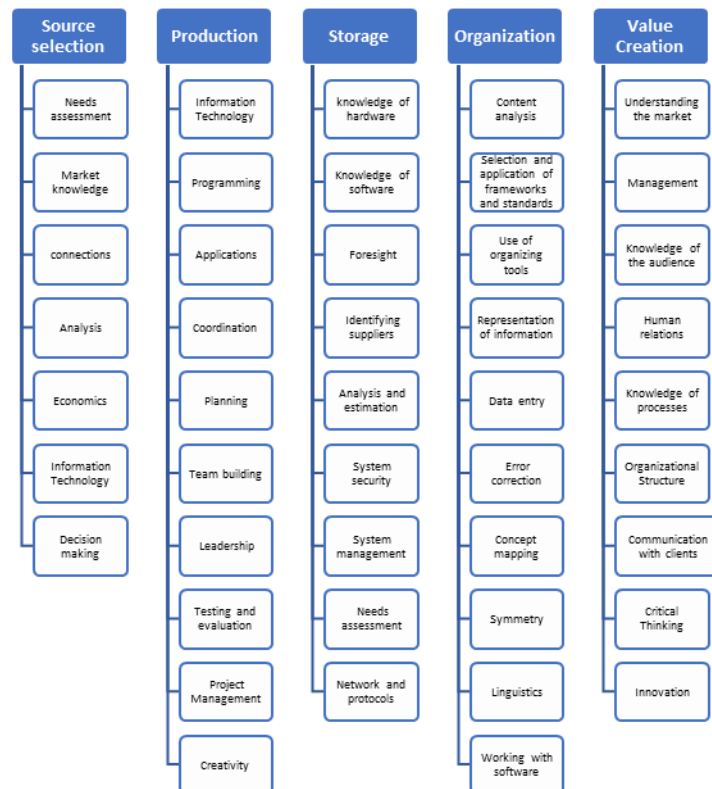 Source
selection
Needs
assessment
Market
knowledge
connections
Analysis
Economics
Information
Technology
Decision
making
Production
Information
Technology
Programming
Applications
Coordination
Planning
Team building
Leadership
Testing and
evaluation
Project
Management
Creativity
Storage
knowledge of
hardware
Knowledge of
software
Foresight
Identifying
suppliers
Analysis and
estimation
System
security
System
management
Needs
assessment
Network and
protocols
Organization
Content
analysis
Selection and
application of
frameworks
and standards
Use of
organizing
tools
Representation
of information
Data entry
Error
correction
Concept
mapping
Symmetry
Linguistics
Working with
software
Value
Creation
Understanding
the market
Management
Knowledge of
the audience
Human
relations
Knowledge of
processes
Organizational
Structure
Communication
with clients
Critical
Thinking
Innovation